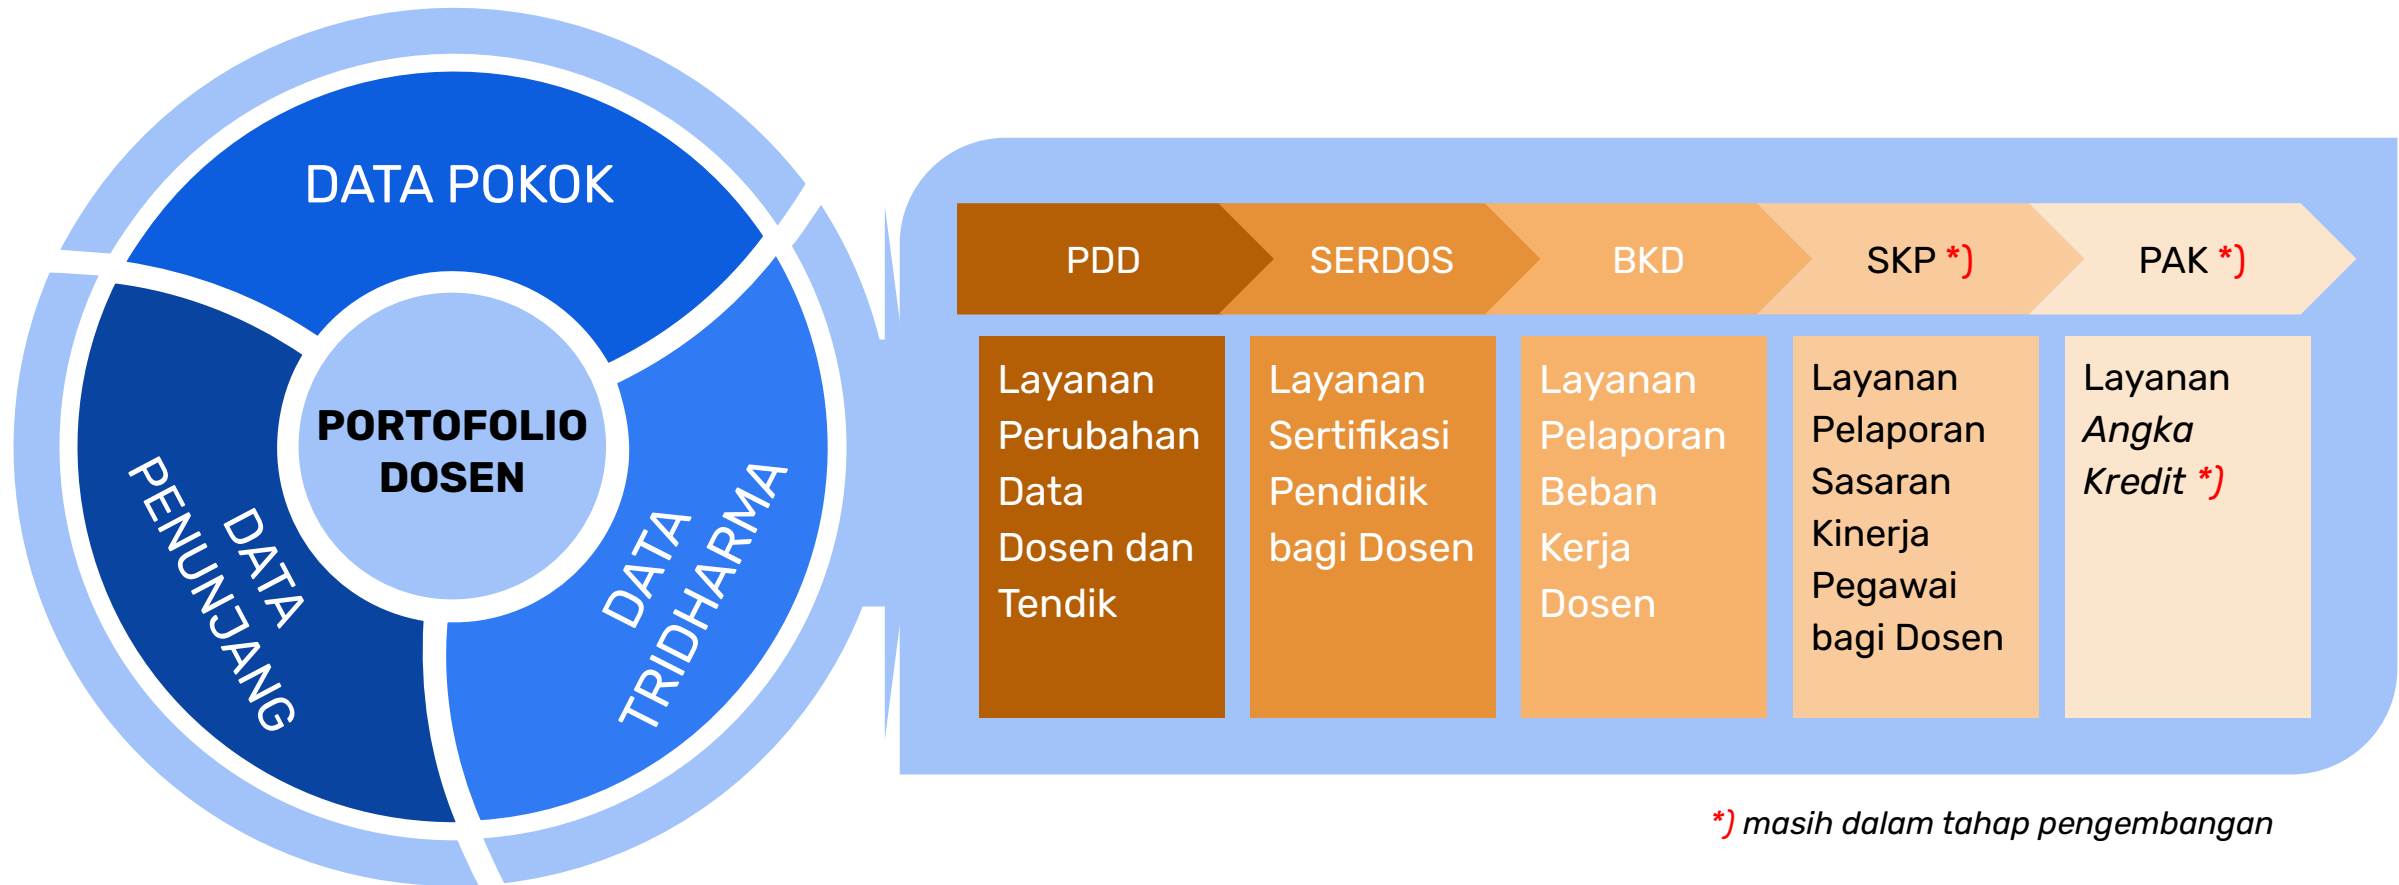 DATA POKOK
PORTOFOLIO
DOSEN
DATA
PENUNJANG
DATA
TRIDHARMA
PDD
SERDOS
BKD
SKP *)
PAK *)
Layanan
Perubahan
Data
Dosen dan
Tendik
Layanan
Sertifikasi
Pendidik
bagi Dosen
Layanan
Pelaporan
Beban
Kerja
Dosen
Layanan
Pelaporan
Sasaran
Kinerja
Pegawai
bagi Dosen
Layanan
Angka
Kredit *)
*) masih dalam tahap pengembangan